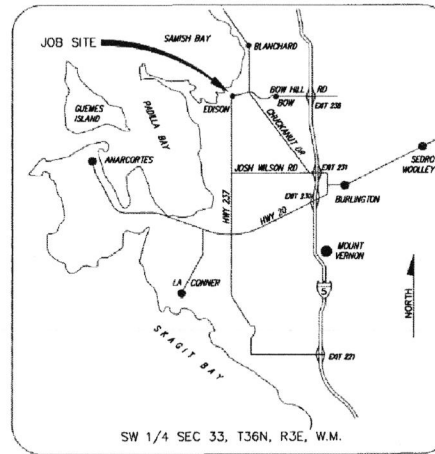 JOB SITE
SAMISH BAY
BLANCHARD
BOW HILL RD
BOW
EXIT 236
EDISON
GUEMES
ISLAND
PADILLA
BAY
CHUCKANUT DR
ANARCORTES
JOSH WILSON RD
EXIT 231
SEDRO
WOOLLEY
HWY 237
EXIT 230
BURLINGTON
HWY 20
MOUNT
VERNON
LA CONNER
5
NORTH
SKAGIT BAY
EXIT 221
SW 1/4 SEC 33, T36N, R3E, W.M.